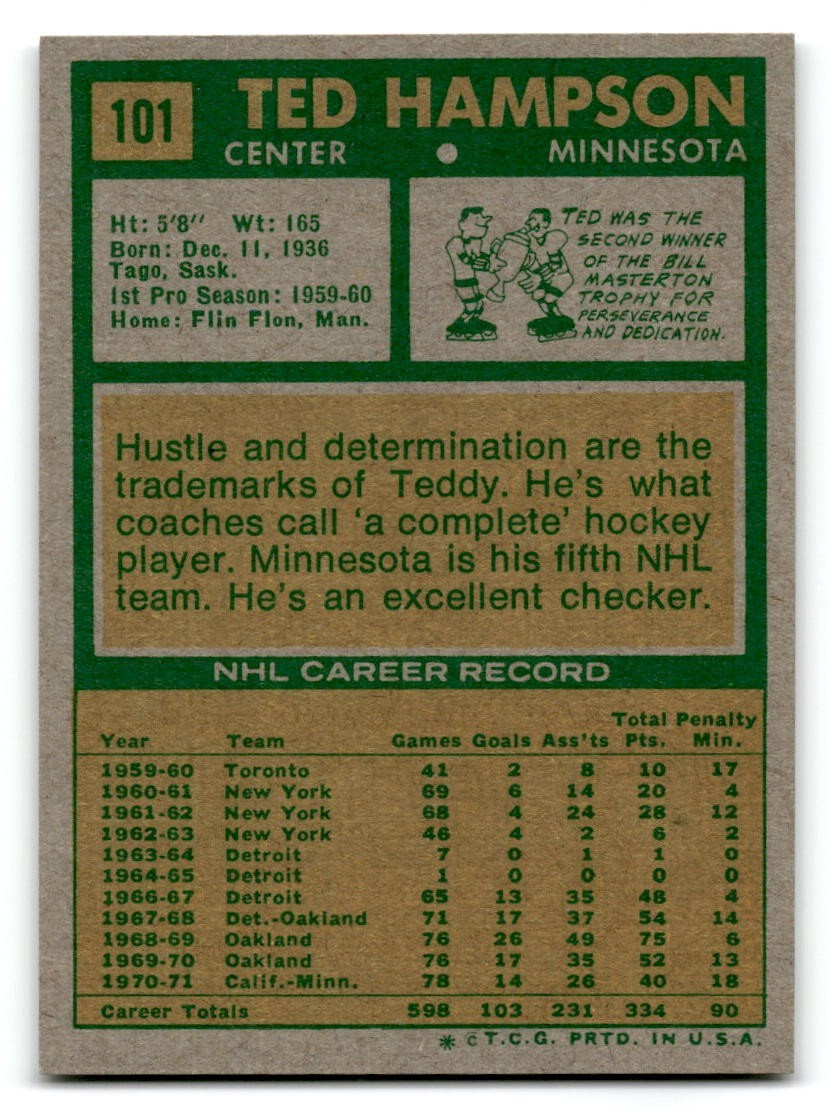 101 TED HAMPSON
CENTER MINNESOTA
Ht: 5'8" Wt: 165
Born: Dec. 11, 1936
Tago, Sask.
1st Pro Season: 1959-60
Home: Flin Flon, Man.
TED WAS THE
SECOND WINNER
OF THE BILL
MASTERTON
TROPHY FOR
PERSEVERANCE
AND DEDICATION.
Hustle and determination are the
trademarks of Teddy. He's what
coaches call 'a complete' hockey
player. Minnesota is his fifth NHL
team. He's an excellent checker.
NHL CAREER RECORD
Total Penalty
Year Team Games Goals Ass'ts Pts. Min.
1959-60 Toronto 41 2 8 10 17
1960-61 New York 69 6 14 20 4
1961-62 New York 68 4 24 28 12
1962-63 New York 46 4 2 6 2
1963-64 Detroit 7 0 1 1 0
1964-65 Detroit 1 0 0 0 0
1966-67 Detroit 65 13 35 48 4
1967-68 Det.-Oakland 71 17 37 54 14
1968-69 Oakland 76 26 49 75 6
1969-70 Oakland 76 17 35 52 13
1970-71 Calif.-Minn. 78 14 26 40 18
Career Totals 598 103 231 334 90
* © T.C.G. PRTD. IN U.S.A.